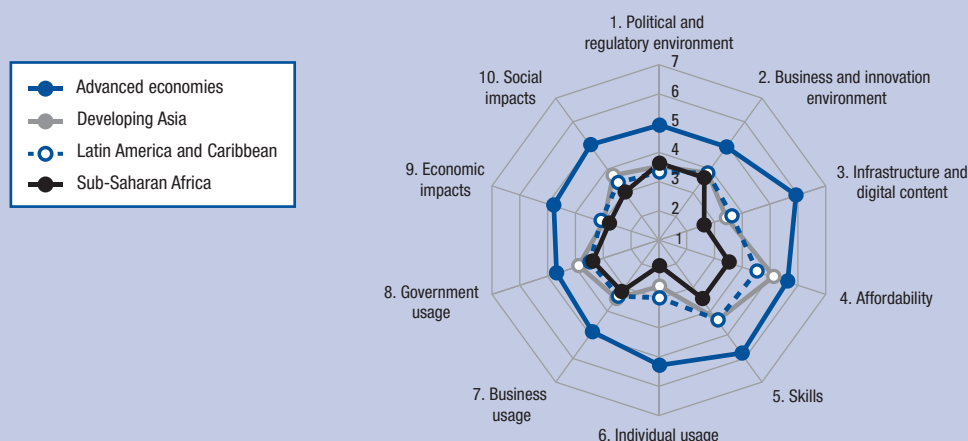 1. Political and
regulatory environment
7
6
5
4
3
2
1
10. Social
impacts
2. Business and innovation
environment
Advanced economies
Developing Asia
Latin America and Caribbean
Sub-Saharan Africa
9. Economic
impacts
3. Infrastructure and
digital content
8. Government
usage
4. Affordability
7. Business
usage
5. Skills
6. Individual usage